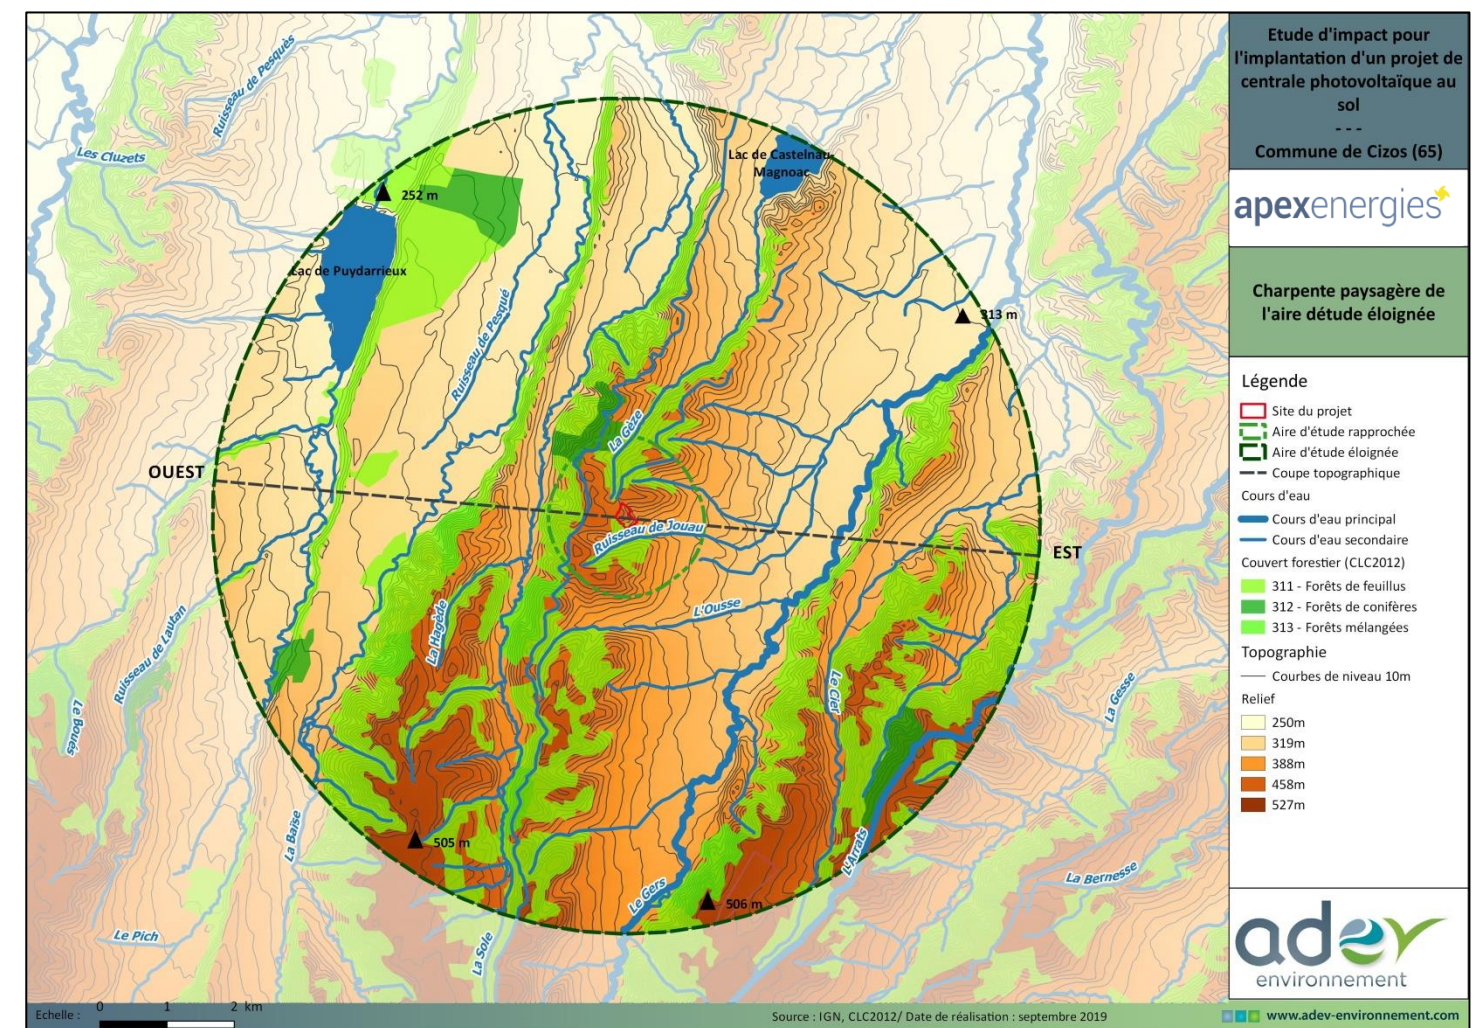 Ruisseau de Pesquès
Les Cluzets
252 m
Lac de Puydarrieux
Lac de Castelnau-
Magnoac
313 m
Ruisseau de Pesqué
La Gèze
OUEST
Ruisseau de Jouau
EST
L'Ousse
La Hagède
Ruisseau de Lautan
Le Bonès
Le Cier
La Gesse
La Baïse
505 m
506 m
Le Gers
L'Arrats
La Bernesse
Le Pich
La Sole
Echelle :
0 1 2 km
Source : IGN, CLC2012/ Date de réalisation : septembre 2019
Etude d'impact pour
l'implantation d'un projet de
centrale photovoltaïque au
sol
- - -
Commune de Cizos (65)
apexenergies
Charpente paysagère de
l'aire détude éloignée
Légende
Site du projet
Aire d'étude rapprochée
Aire d'étude éloignée
Coupe topographique
Cours d'eau
Cours d'eau principal
Cours d'eau secondaire
Couvert forestier (CLC2012)
311 - Forêts de feuillus
312 - Forêts de conifères
313 - Forêts mélangées
Topographie
Courbes de niveau 10m
Relief
250m
319m
388m
458m
527m
adev
environnement
www.adev-environnement.com